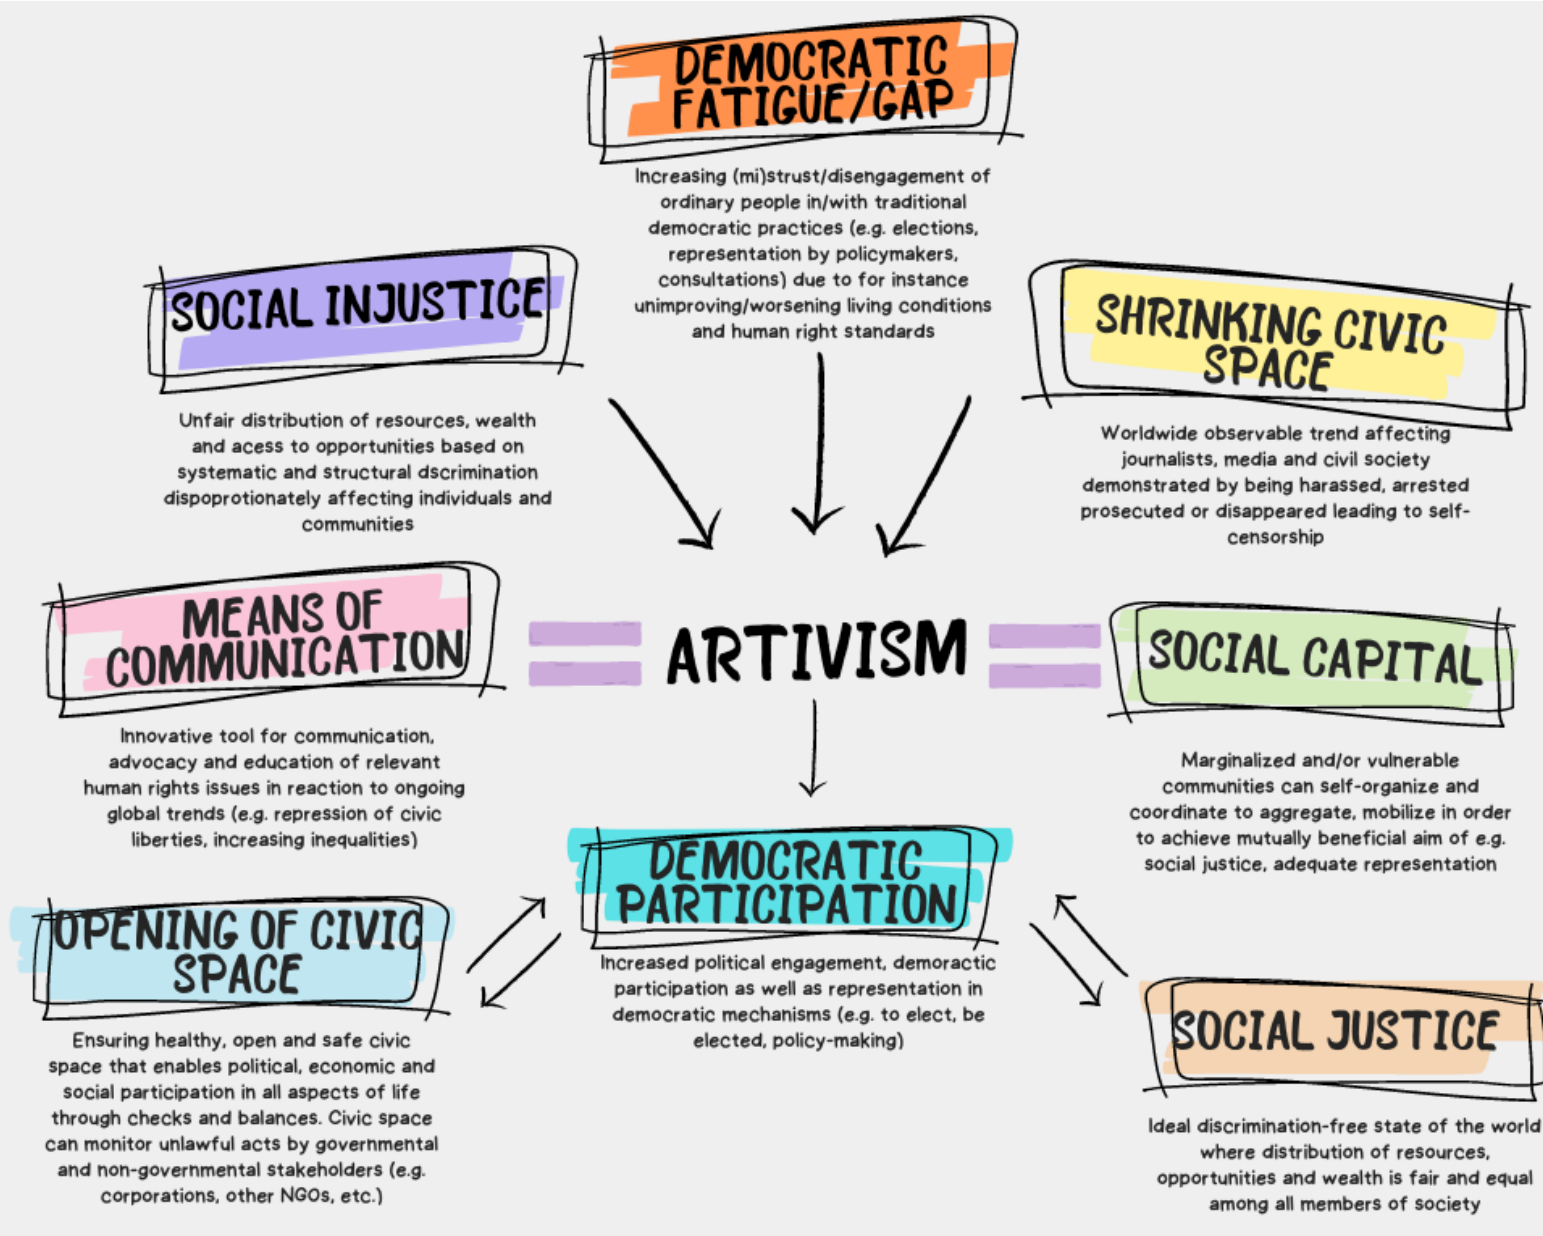 DEMOCRATIC
FATIGUE/GAP
Increasing (mi)strust/disengagement of
ordinary people in/with traditional
democratic practices (e.g. elections,
representation by policymakers,
consultations) due to for instance
unimproving/worsening living conditions
and human right standards
SOCIAL INJUSTICE
Unfair distribution of resources, wealth
and acess to opportunities based on
systematic and structural dscrimination
dispoprotionately affecting individuals and
communities
SHRINKING CIVIC
SPACE
Worldwide observable trend affecting
journalists, media and civil society
demonstrated by being harassed, arrested
prosecuted or disappeared leading to self-
censorship
MEANS OF
COMMUNICATION
Innovative tool for communication,
advocacy and education of relevant
human rights issues in reaction to ongoing
global trends (e.g. repression of civic
liberties, increasing inequalities)
ARTIVISM
SOCIAL CAPITAL
Marginalized and/or vulnerable
communities can self-organize and
coordinate to aggregate, mobilize in order
to achieve mutually beneficial aim of e.g.
social justice, adequate representation
DEMOCRATIC
PARTICIPATION
Increased political engagement, demoractic
participation as well as representation in
democratic mechanisms (e.g. to elect, be
elected, policy-making)
OPENING OF CIVIC
SPACE
Ensuring healthy, open and safe civic
space that enables political, economic and
social participation in all aspects of life
through checks and balances. Civic space
can monitor unlawful acts by governmental
and non-governmental stakeholders (e.g.
corporations, other NGOs, etc.)
SOCIAL JUSTICE
Ideal discrimination-free state of the world
where distribution of resources,
opportunities and wealth is fair and equal
among all members of society